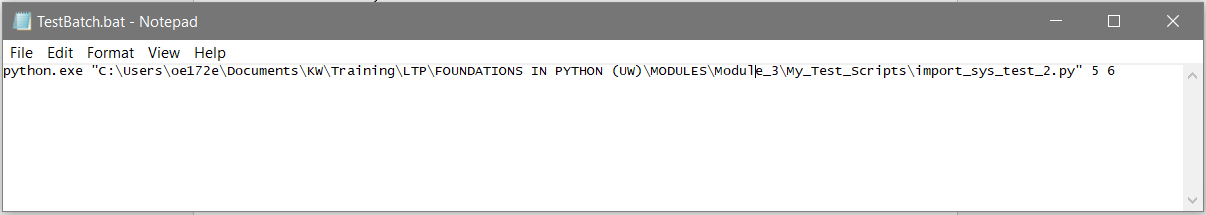 TestBatch.bat - Notepad
File Edit Format View Help
python.exe "C:\Users\oe172e\Documents\KW\Training\LTP\FOUNDATIONS IN PYTHON (UW)\MODULES\Module_3\My_Test_Scripts\import_sys_test_2.py" 5 6